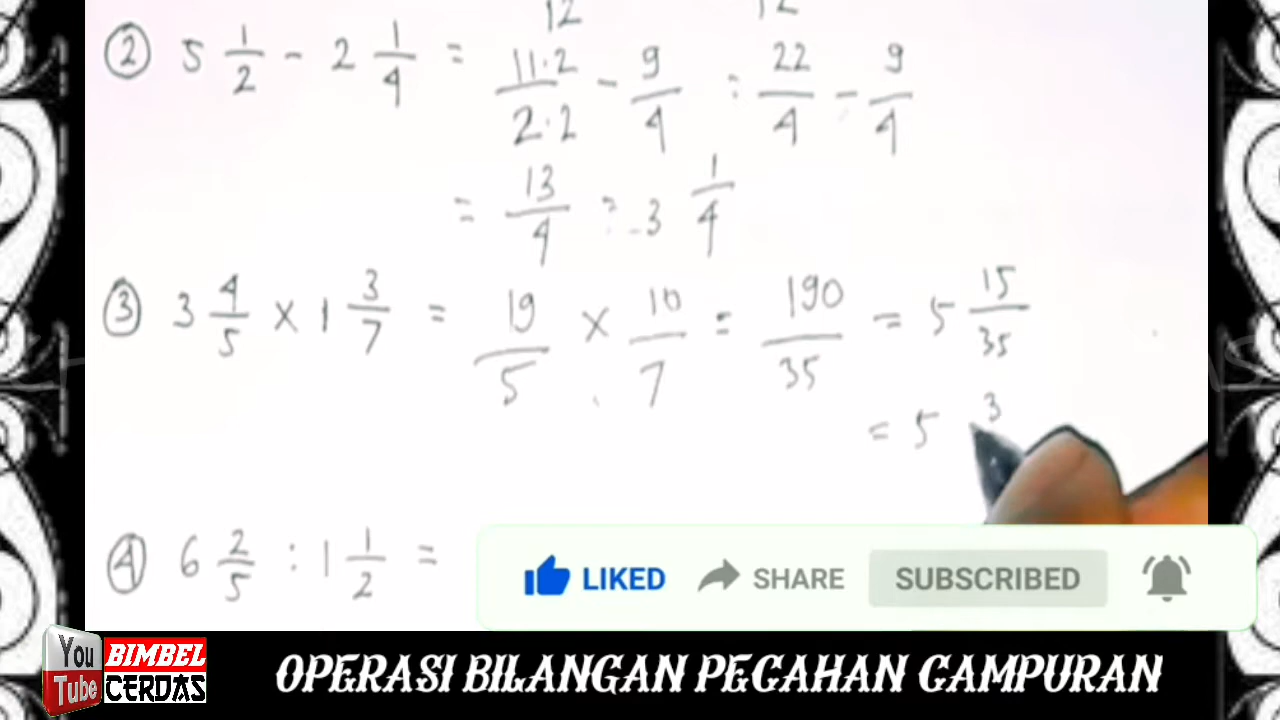 12 12
② 5 1/2 - 2 1/4 = 11·2/2·2 - 9/4 = 22/4 - 9/4
= 13/4 = 3 1/4
③ 3 4/5 x 1 3/7 = 19/5 x 10/7 = 190/35 = 5 15/35
= 5 3
④ 6 2/5 : 1 1/2 =
LIKED SHARE SUBSCRIBED
You Tube BIMBEL CERDAS
OPERASI BILANGAN PECAHAN CAMPURAN